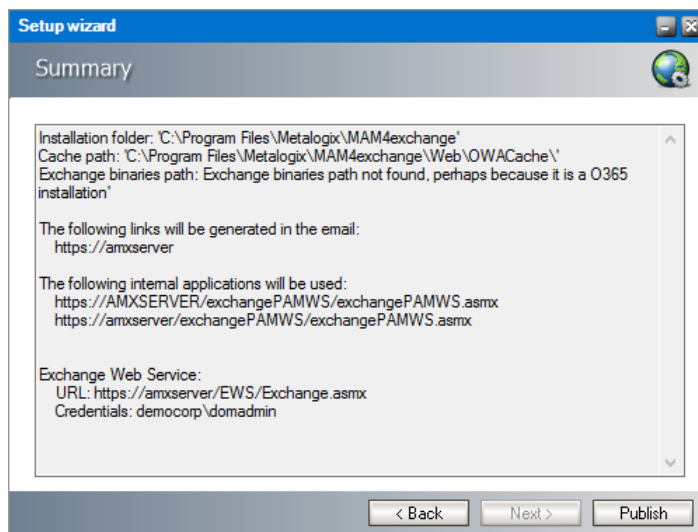 Setup wizard
Summary
Installation folder: 'C:\Program Files\Metalogix\MAM4exchange'
Cache path: 'C:\Program Files\Metalogix\MAM4exchange\Web\OWACache\'
Exchange binaries path: Exchange binaries path not found, perhaps because it is a O365
installation'
The following links will be generated in the email:
https://amxserver
The following internal applications will be used:
https://AMXSERVER/exchangePAMWS/exchangePAMWS.asmx
https://amxserver/exchangePAMWS/exchangePAMWS.asmx
Exchange Web Service:
URL: https://amxserver/EWS/Exchange.asmx
Credentials: democorp\domadmin
< Back Next > Publish